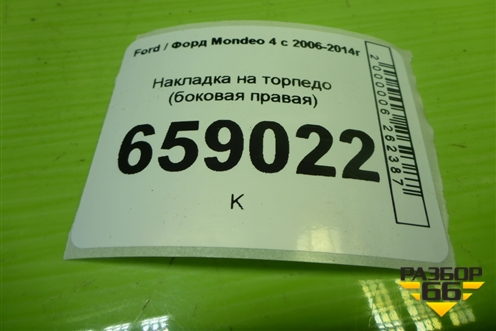 Ford / Форд Mondeo 4 с 2006-2014г
Накладка на торпедо
(боковая правая)
659022
К
2000006262387
РАЗБОР
66